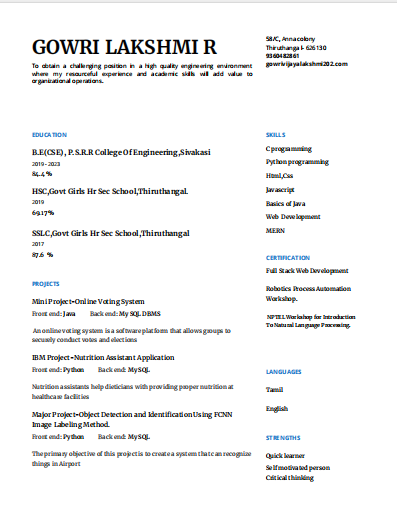 GOWRI LAKSHMI R
To obtain a challenging position in a high quality engineering environment
where my resourceful experience and academic skills will add value to
organizational operations.
58/C, Anna colony
Thiruthangal- 626130
9360482861
gowrivijayalakshmi202.com
EDUCATION
B.E(CSE) , P.S.R.R College Of Engineering ,Sivakasi
2019 - 2023
84.4 %
HSC,Govt Girls Hr Sec School,Thiruthangal.
2019
69.17%
SSLC,Govt Girls Hr Sec School,Thiruthangal
2017
87.6 %
PROJECTS
Mini Project-Online Voting System
Front end: Java Back end: My SQL DBMS
An online voting system is a software platform that allows groups to
securely conduct votes and elections
IBM Project-Nutrition Assistant Application
Front end: Python Back end: MySQL
Nutrition assistants help dieticians with providing proper nutrition at
healthcare facilities
Major Project-Object Detection and Identification Using FCNN
Image Labeling Method.
Front end: Python Back end: MySQL
The primary objective of this project is to create a system that can recognize
things in Airport
SKILLS
C programming
Python programming
Html,Css
Javascript
Basics of Java
Web Development
MERN
CERTIFICATION
Full Stack Web Development
Robotics Process Automation
Workshop.
NPTEL Workshop for Introduction
To Natural Language Processing.
LANGUAGES
Tamil
English
STRENGTHS
Quick learner
Self motivated person
Critical thinking